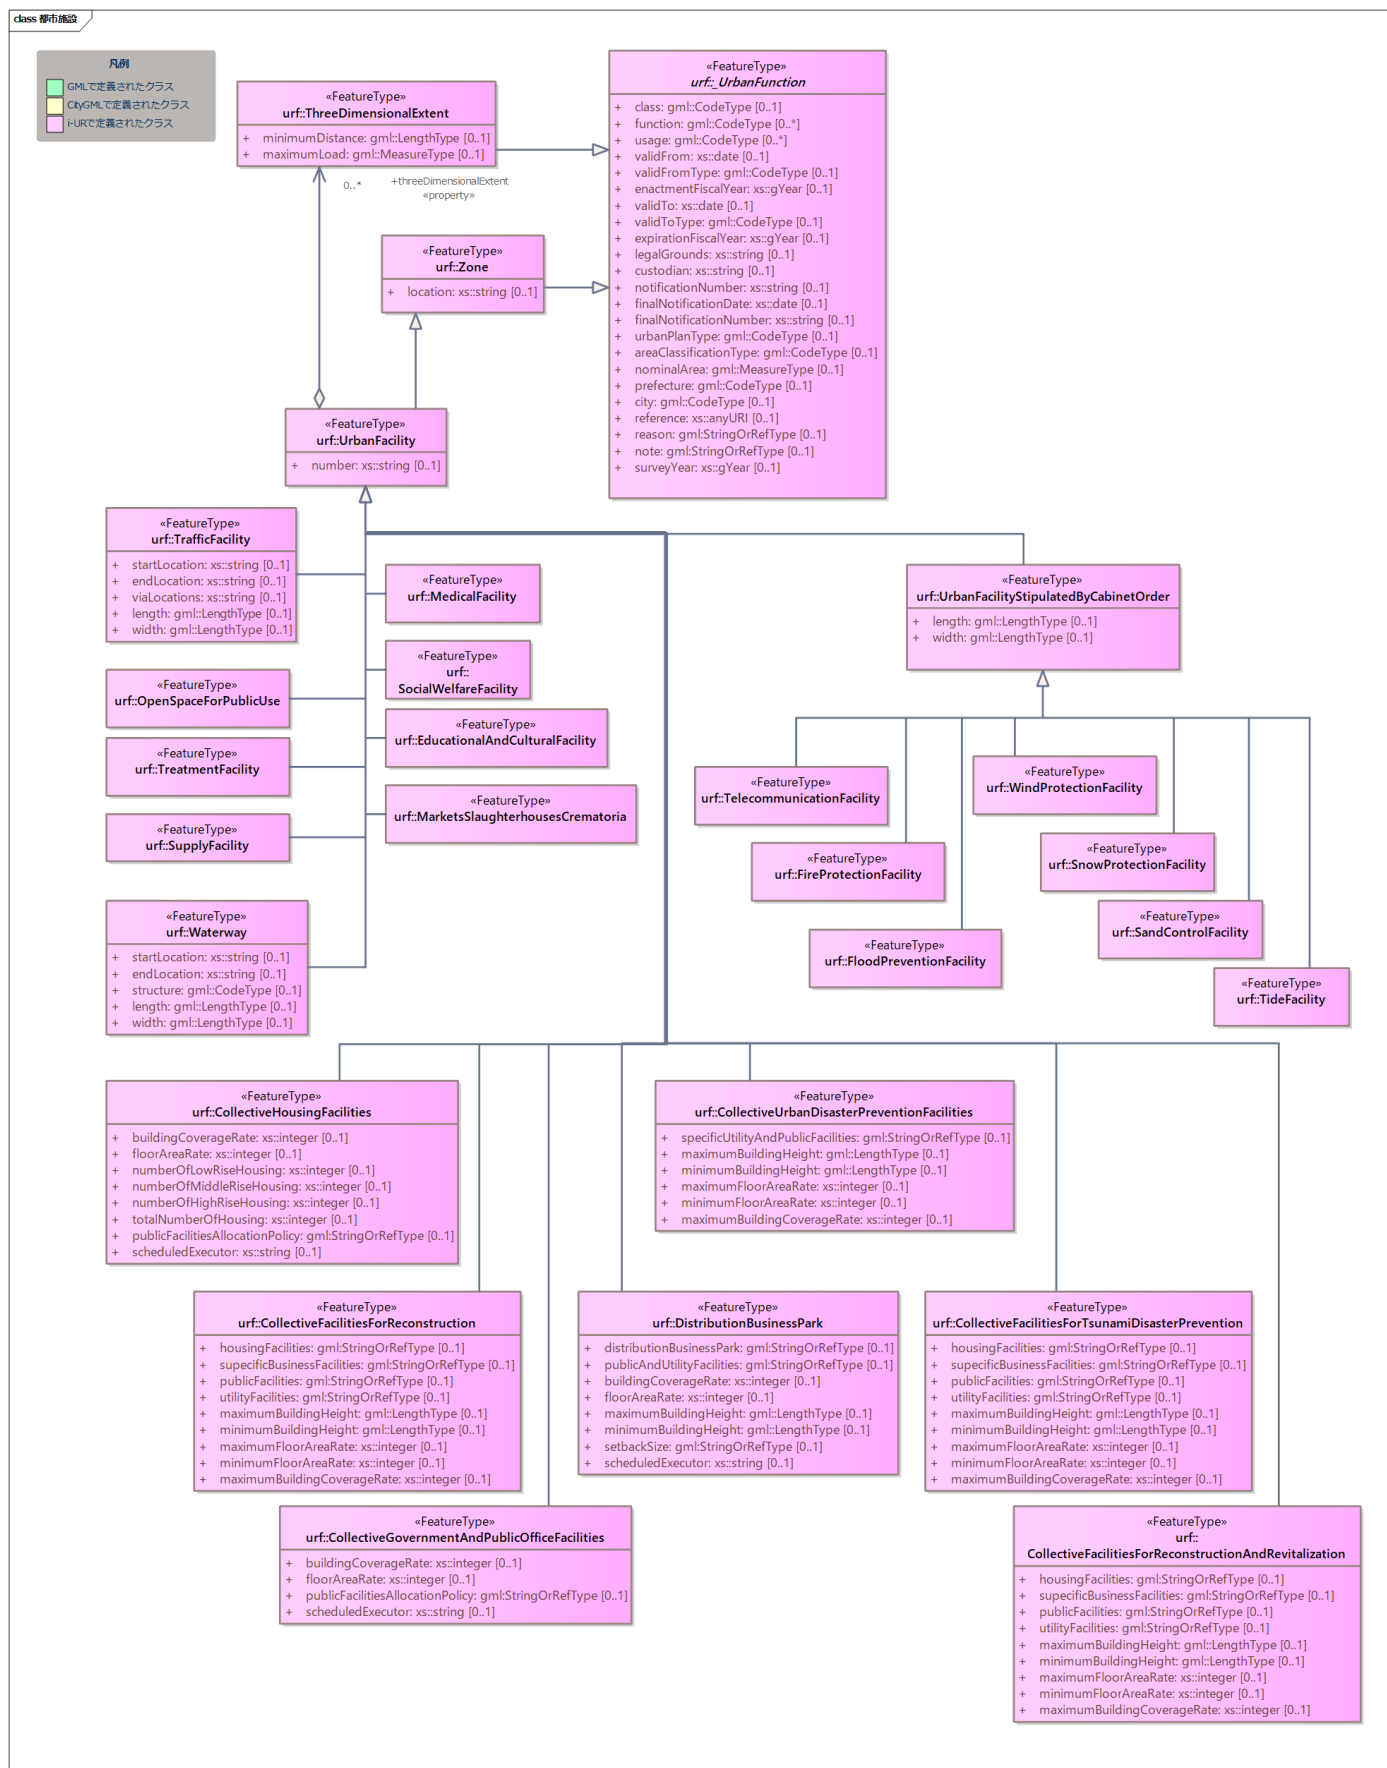 class 都市施設
凡例
GMLで定義されたクラス
CityGMLで定義されたクラス
i-URで定義されたクラス
«FeatureType»
urf::ThreeDimensionalExtent
+ minimumDistance: gml::LengthType [0..1]
+ maximumLoad: gml::MeasureType [0..1]
0..*
+threeDimensionalExtent
«property»
«FeatureType»
urf::_UrbanFunction
+ class: gml::CodeType [0..1]
+ function: gml::CodeType [0..*]
+ usage: gml::CodeType [0..*]
+ validFrom: xs::date [0..1]
+ validFromType: gml::CodeType [0..1]
+ enactmentFiscalYear: xs::gYear [0..1]
+ validTo: xs::date [0..1]
+ validToType: gml::CodeType [0..1]
+ expirationFiscalYear: xs::gYear [0..1]
+ legalGrounds: xs::string [0..1]
+ custodian: xs::string [0..1]
+ notificationNumber: xs::string [0..1]
+ finalNotificationDate: xs::date [0..1]
+ finalNotificationNumber: xs::string [0..1]
+ urbanPlanType: gml::CodeType [0..1]
+ areaClassificationType: gml::CodeType [0..1]
+ nominalArea: gml::MeasureType [0..1]
+ prefecture: gml::CodeType [0..1]
+ city: gml::CodeType [0..1]
+ reference: xs::anyURI [0..1]
+ reason: gml:StringOrRefType [0..1]
+ note: gml:StringOrRefType [0..1]
+ surveyYear: xs::gYear [0..1]
«FeatureType»
urf::Zone
+ location: xs::string [0..1]
«FeatureType»
urf::UrbanFacility
+ number: xs::string [0..1]
«FeatureType»
urf::TrafficFacility
+ startLocation: xs::string [0..1]
+ endLocation: xs::string [0..1]
+ viaLocations: xs::string [0..1]
+ length: gml::LengthType [0..1]
+ width: gml::LengthType [0..1]
«FeatureType»
urf::MedicalFacility
«FeatureType»
urf::
SocialWelfareFacility
«FeatureType»
urf::OpenSpaceForPublicUse
«FeatureType»
urf::EducationalAndCulturalFacility
«FeatureType»
urf::TreatmentFacility
«FeatureType»
urf::MarketsSlaughterhousesCrematoria
«FeatureType»
urf::SupplyFacility
«FeatureType»
urf::Waterway
+ startLocation: xs::string [0..1]
+ endLocation: xs::string [0..1]
+ structure: gml::CodeType [0..1]
+ length: gml::LengthType [0..1]
+ width: gml::LengthType [0..1]
«FeatureType»
urf::UrbanFacilityStipulatedByCabinetOrder
+ length: gml::LengthType [0..1]
+ width: gml::LengthType [0..1]
«FeatureType»
urf::TelecommunicationFacility
«FeatureType»
urf::WindProtectionFacility
«FeatureType»
urf::FireProtectionFacility
«FeatureType»
urf::SnowProtectionFacility
«FeatureType»
urf::SandControlFacility
«FeatureType»
urf::FloodPreventionFacility
«FeatureType»
urf::TideFacility
«FeatureType»
urf::CollectiveHousingFacilities
+ buildingCoverageRate: xs::integer [0..1]
+ floorAreaRate: xs::integer [0..1]
+ numberOfLowRiseHousing: xs::integer [0..1]
+ numberOfMiddleRiseHousing: xs::integer [0..1]
+ numberOfHighRiseHousing: xs::integer [0..1]
+ totalNumberOfHousing: xs::integer [0..1]
+ publicFacilitiesAllocationPolicy: gml:StringOrRefType [0..1]
+ scheduledExecutor: xs::string [0..1]
«FeatureType»
urf::CollectiveUrbanDisasterPreventionFacilities
+ specificUtilityAndPublicFacilities: gml:StringOrRefType [0..1]
+ maximumBuildingHeight: gml::LengthType [0..1]
+ minimumBuildingHeight: gml::LengthType [0..1]
+ maximumFloorAreaRate: xs::integer [0..1]
+ minimumFloorAreaRate: xs::integer [0..1]
+ maximumBuildingCoverageRate: xs::integer [0..1]
«FeatureType»
urf::CollectiveFacilitiesForReconstruction
+ housingFacilities: gml:StringOrRefType [0..1]
+ supecificBusinessFacilities: gml:StringOrRefType [0..1]
+ publicFacilities: gml:StringOrRefType [0..1]
+ utilityFacilities: gml:StringOrRefType [0..1]
+ maximumBuildingHeight: gml::LengthType [0..1]
+ minimumBuildingHeight: gml::LengthType [0..1]
+ maximumFloorAreaRate: xs::integer [0..1]
+ minimumFloorAreaRate: xs::integer [0..1]
+ maximumBuildingCoverageRate: xs::integer [0..1]
«FeatureType»
urf::DistributionBusinessPark
+ distributionBusinessPark: gml:StringOrRefType [0..1]
+ publicAndUtilityFacilities: gml:StringOrRefType [0..1]
+ buildingCoverageRate: xs::integer [0..1]
+ floorAreaRate: xs::integer [0..1]
+ maximumBuildingHeight: gml::LengthType [0..1]
+ minimumBuildingHeight: gml::LengthType [0..1]
+ setbackSize: gml:StringOrRefType [0..1]
+ scheduledExecutor: xs::string [0..1]
«FeatureType»
urf::CollectiveFacilitiesForTsunamiDisasterPrevention
+ housingFacilities: gml:StringOrRefType [0..1]
+ supecificBusinessFacilities: gml:StringOrRefType [0..1]
+ publicFacilities: gml:StringOrRefType [0..1]
+ utilityFacilities: gml:StringOrRefType [0..1]
+ maximumBuildingHeight: gml::LengthType [0..1]
+ minimumBuildingHeight: gml::LengthType [0..1]
+ maximumFloorAreaRate: xs::integer [0..1]
+ minimumFloorAreaRate: xs::integer [0..1]
+ maximumBuildingCoverageRate: xs::integer [0..1]
«FeatureType»
urf::CollectiveGovernmentAndPublicOfficeFacilities
+ buildingCoverageRate: xs::integer [0..1]
+ floorAreaRate: xs::integer [0..1]
+ publicFacilitiesAllocationPolicy: gml:StringOrRefType [0..1]
+ scheduledExecutor: xs::string [0..1]
«FeatureType»
urf::
CollectiveFacilitiesForReconstructionAndRevitalization
+ housingFacilities: gml:StringOrRefType [0..1]
+ supecificBusinessFacilities: gml:StringOrRefType [0..1]
+ publicFacilities: gml:StringOrRefType [0..1]
+ utilityFacilities: gml:StringOrRefType [0..1]
+ maximumBuildingHeight: gml::LengthType [0..1]
+ minimumBuildingHeight: gml::LengthType [0..1]
+ maximumFloorAreaRate: xs::integer [0..1]
+ minimumFloorAreaRate: xs::integer [0..1]
+ maximumBuildingCoverageRate: xs::integer [0..1]